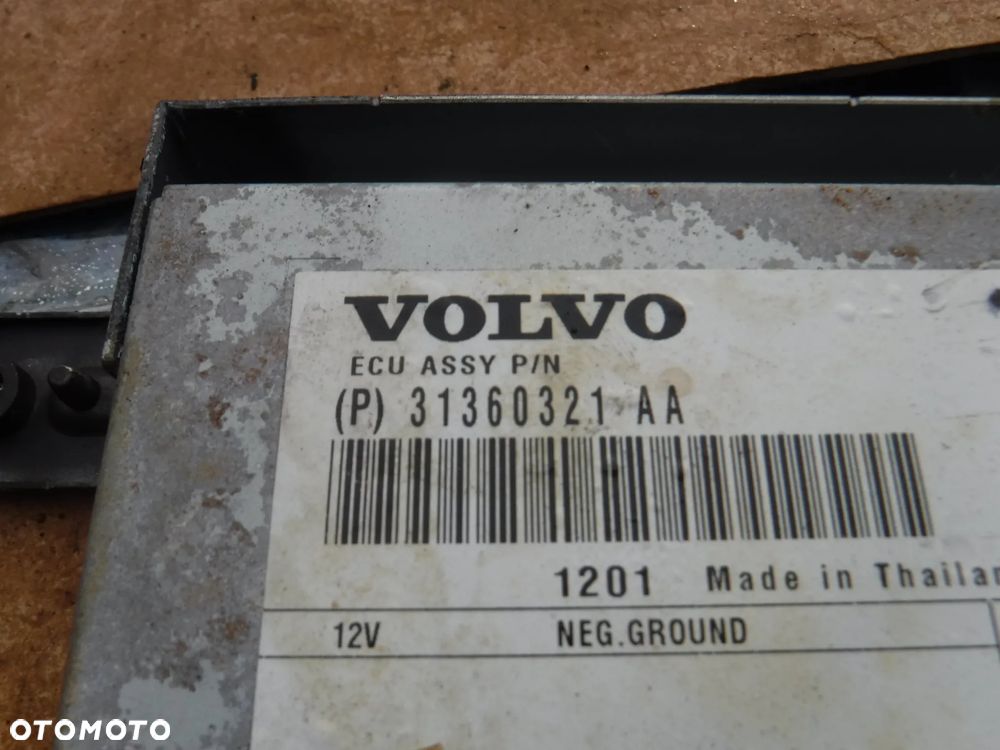 VOLVO
ECU ASSY P/N
(P) 31360321 AA
1201 Made in Thailan
12V NEG.GROUND
OTOMOTO